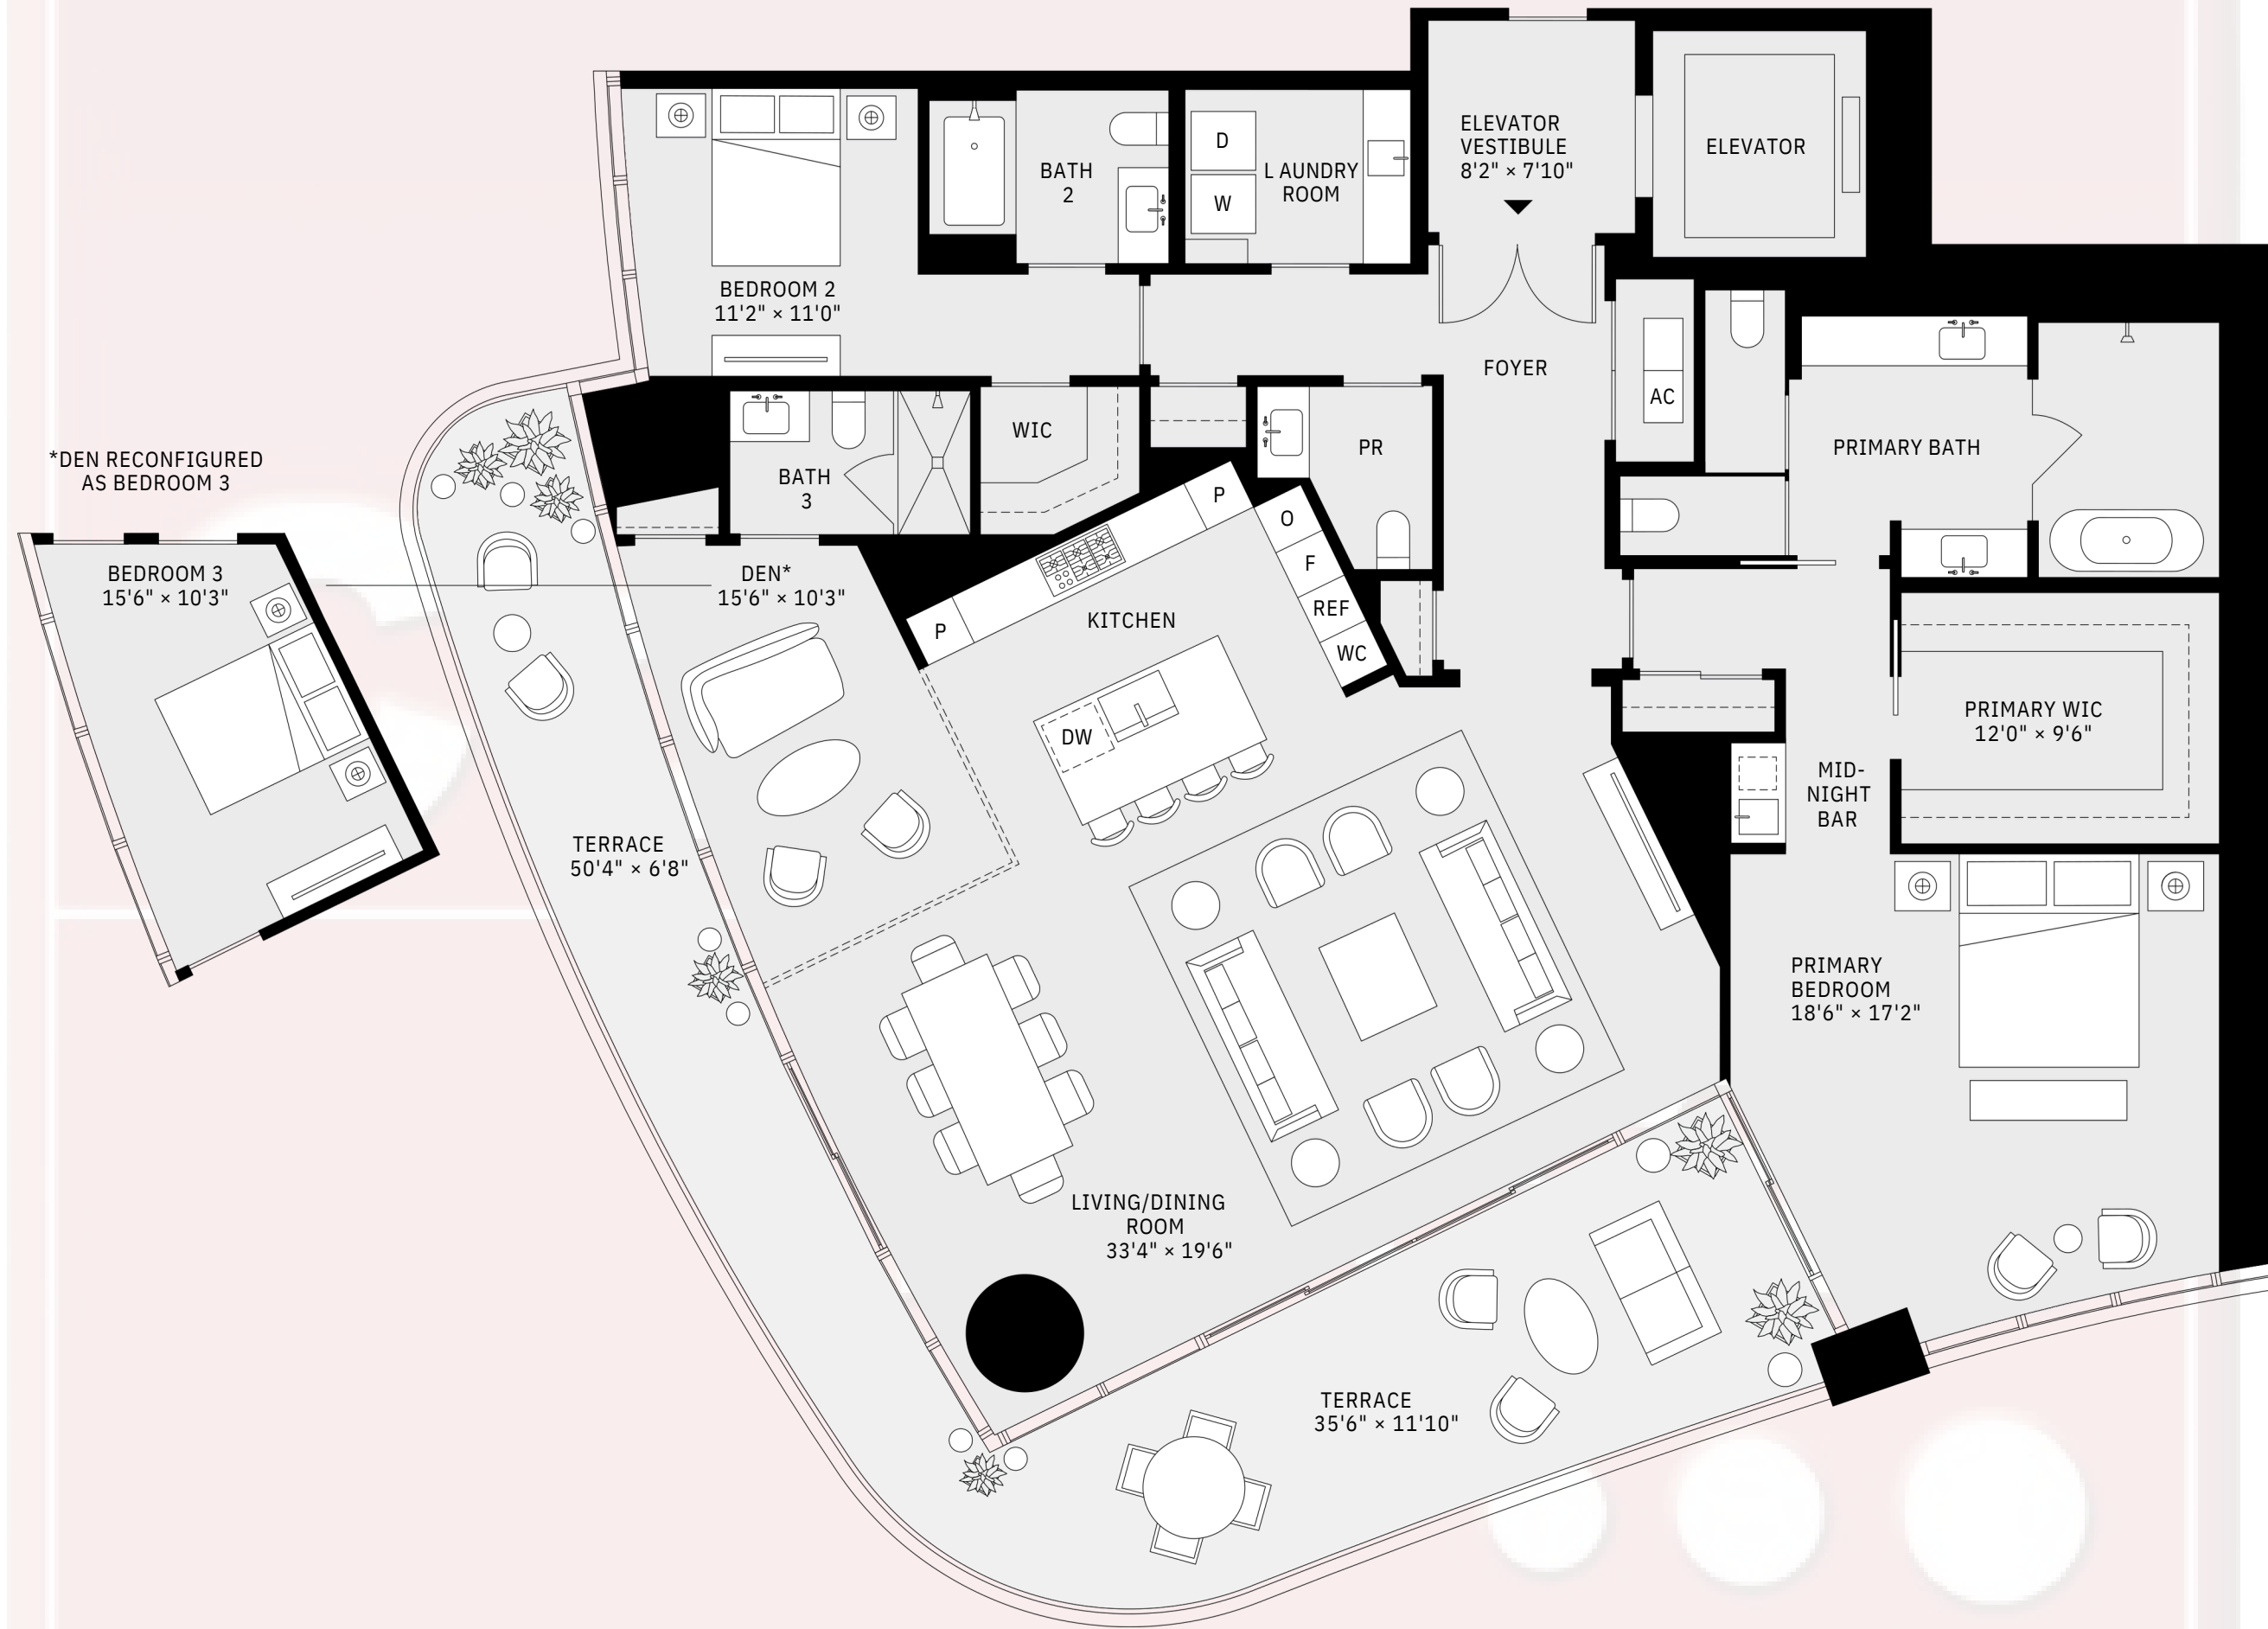 ELEVATOR
VESTIBULE
8'2" × 7'10"
ELEVATOR
D
W
L AUNDRY
ROOM
BATH
2
BEDROOM 2
11'2" × 11'0"
FOYER
AC
PRIMARY BATH
WIC
PR
BATH
3
*DEN RECONFIGURED
AS BEDROOM 3
BEDROOM 3
15'6" × 10'3"
DEN*
15'6" × 10'3"
P
O
F
REF
WC
P
KITCHEN
DW
PRIMARY WIC
12'0" × 9'6"
MID-
NIGHT
BAR
TERRACE
50'4" × 6'8"
PRIMARY
BEDROOM
18'6" × 17'2"
LIVING/DINING
ROOM
33'4" × 19'6"
TERRACE
35'6" × 11'10"